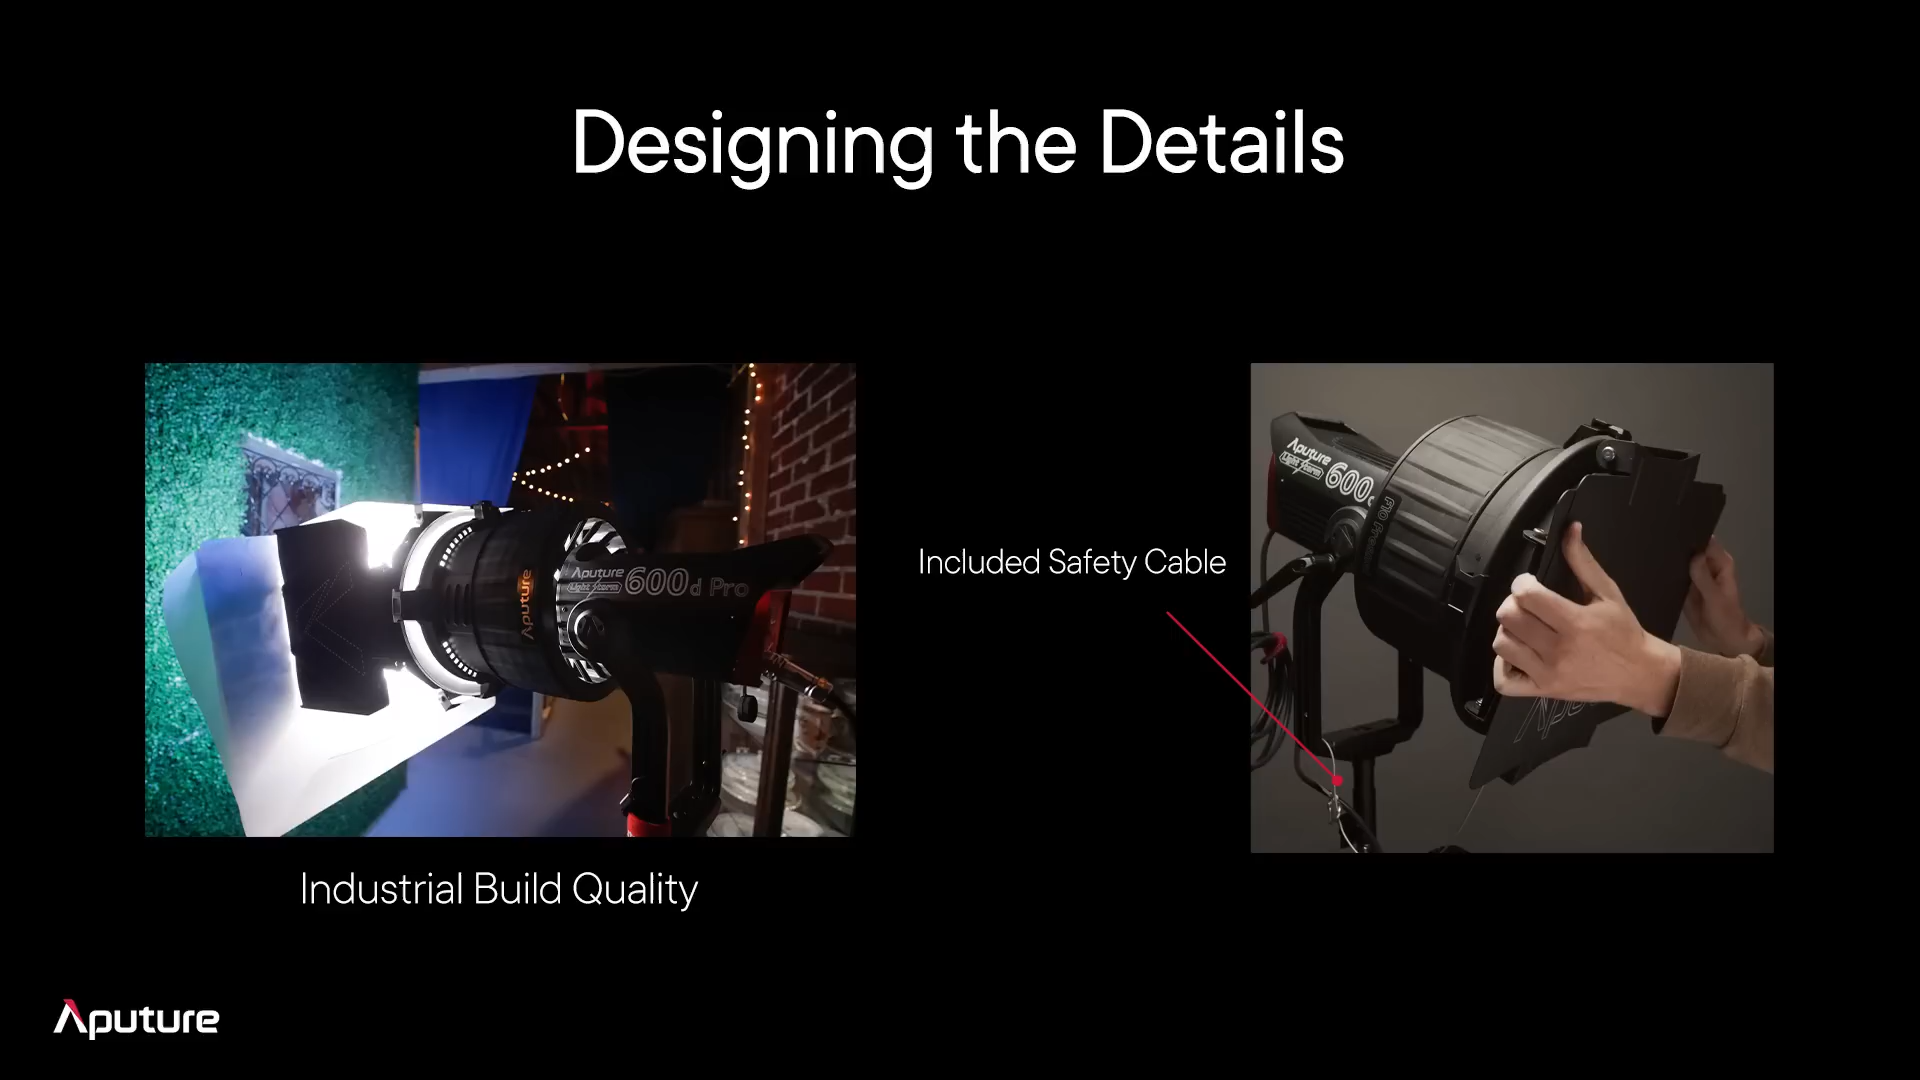 Designing the Details
Aputure
Light Storm 600d Pro
Aputure
Industrial Build Quality
Included Safety Cable
Aputure
Light Storm 600
Aputure